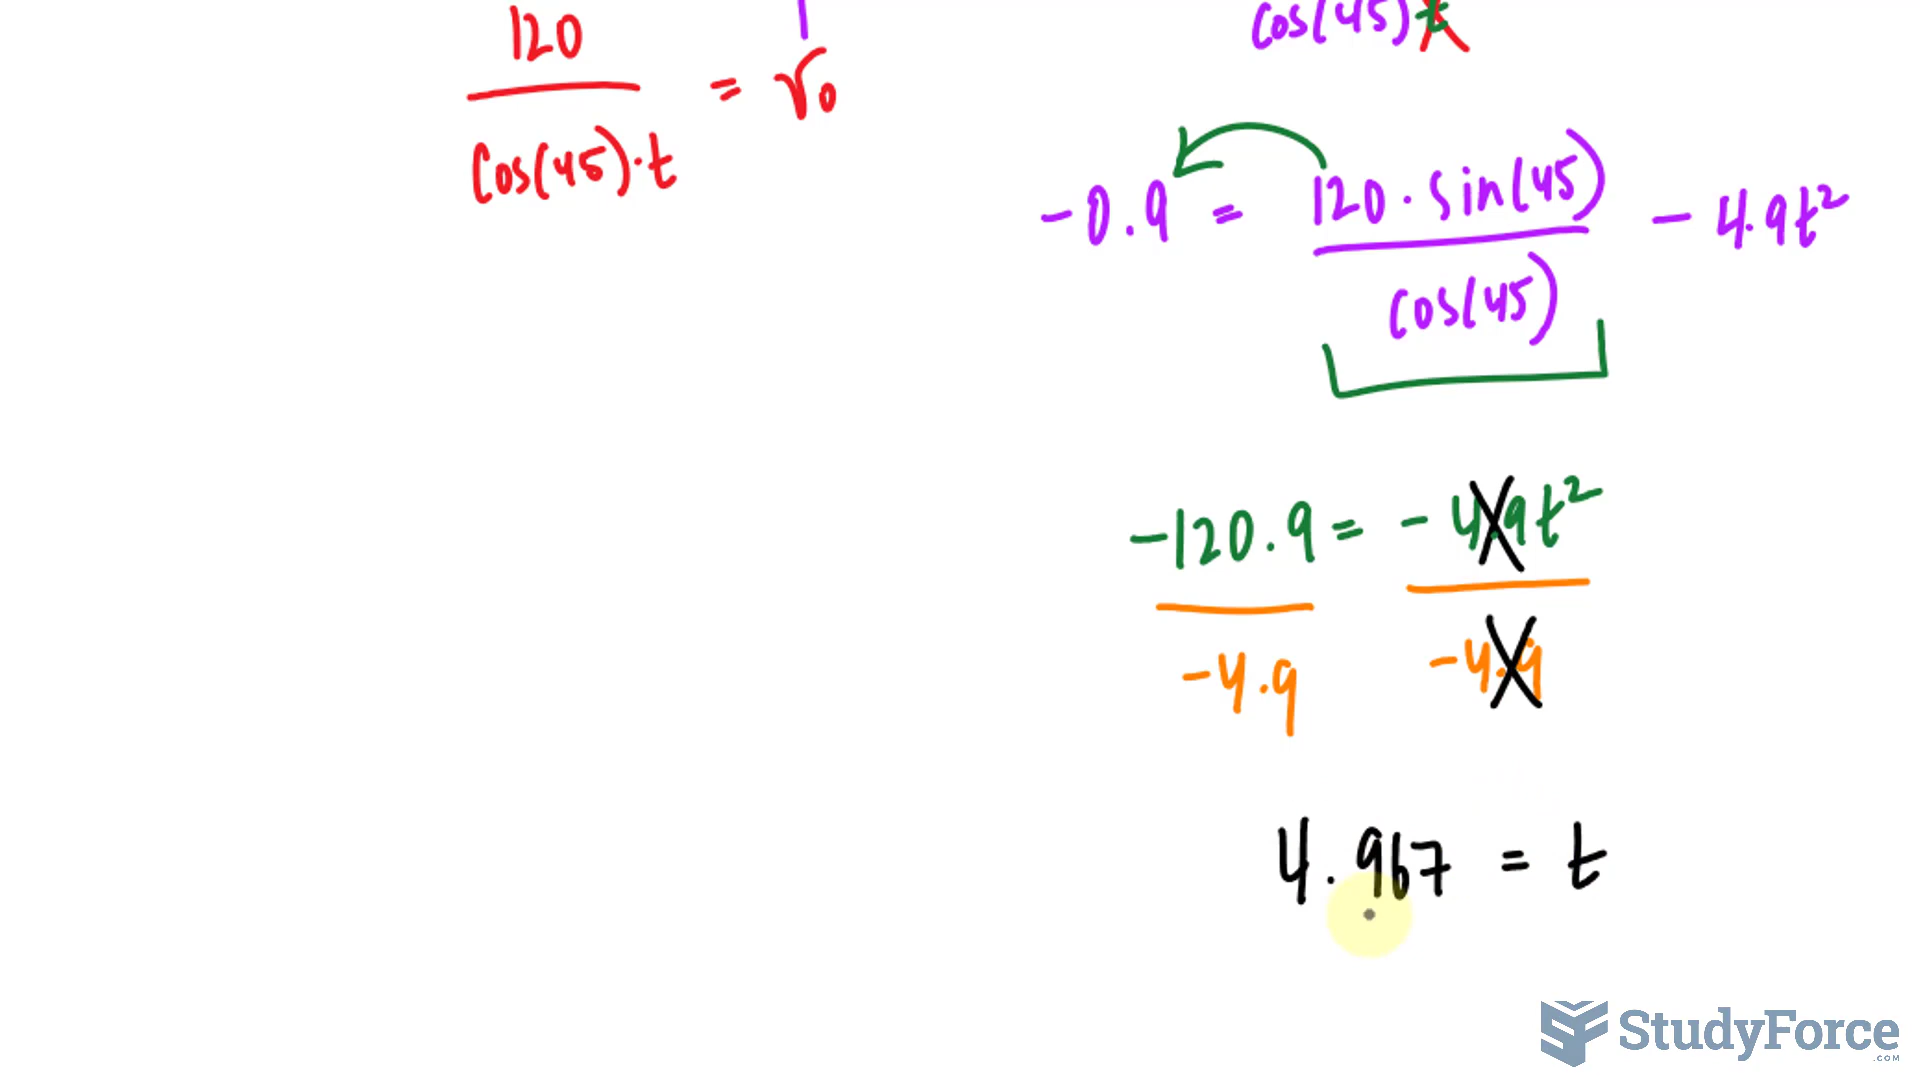 120
———
cos(45)·t = v₀
cos(45) t
-0.9 = 120 · sin(45) / cos(45) - 4.9t²
-120.9 = -4.9t²
-4.9 -4.9
4.967 = t
StudyForce
.COM